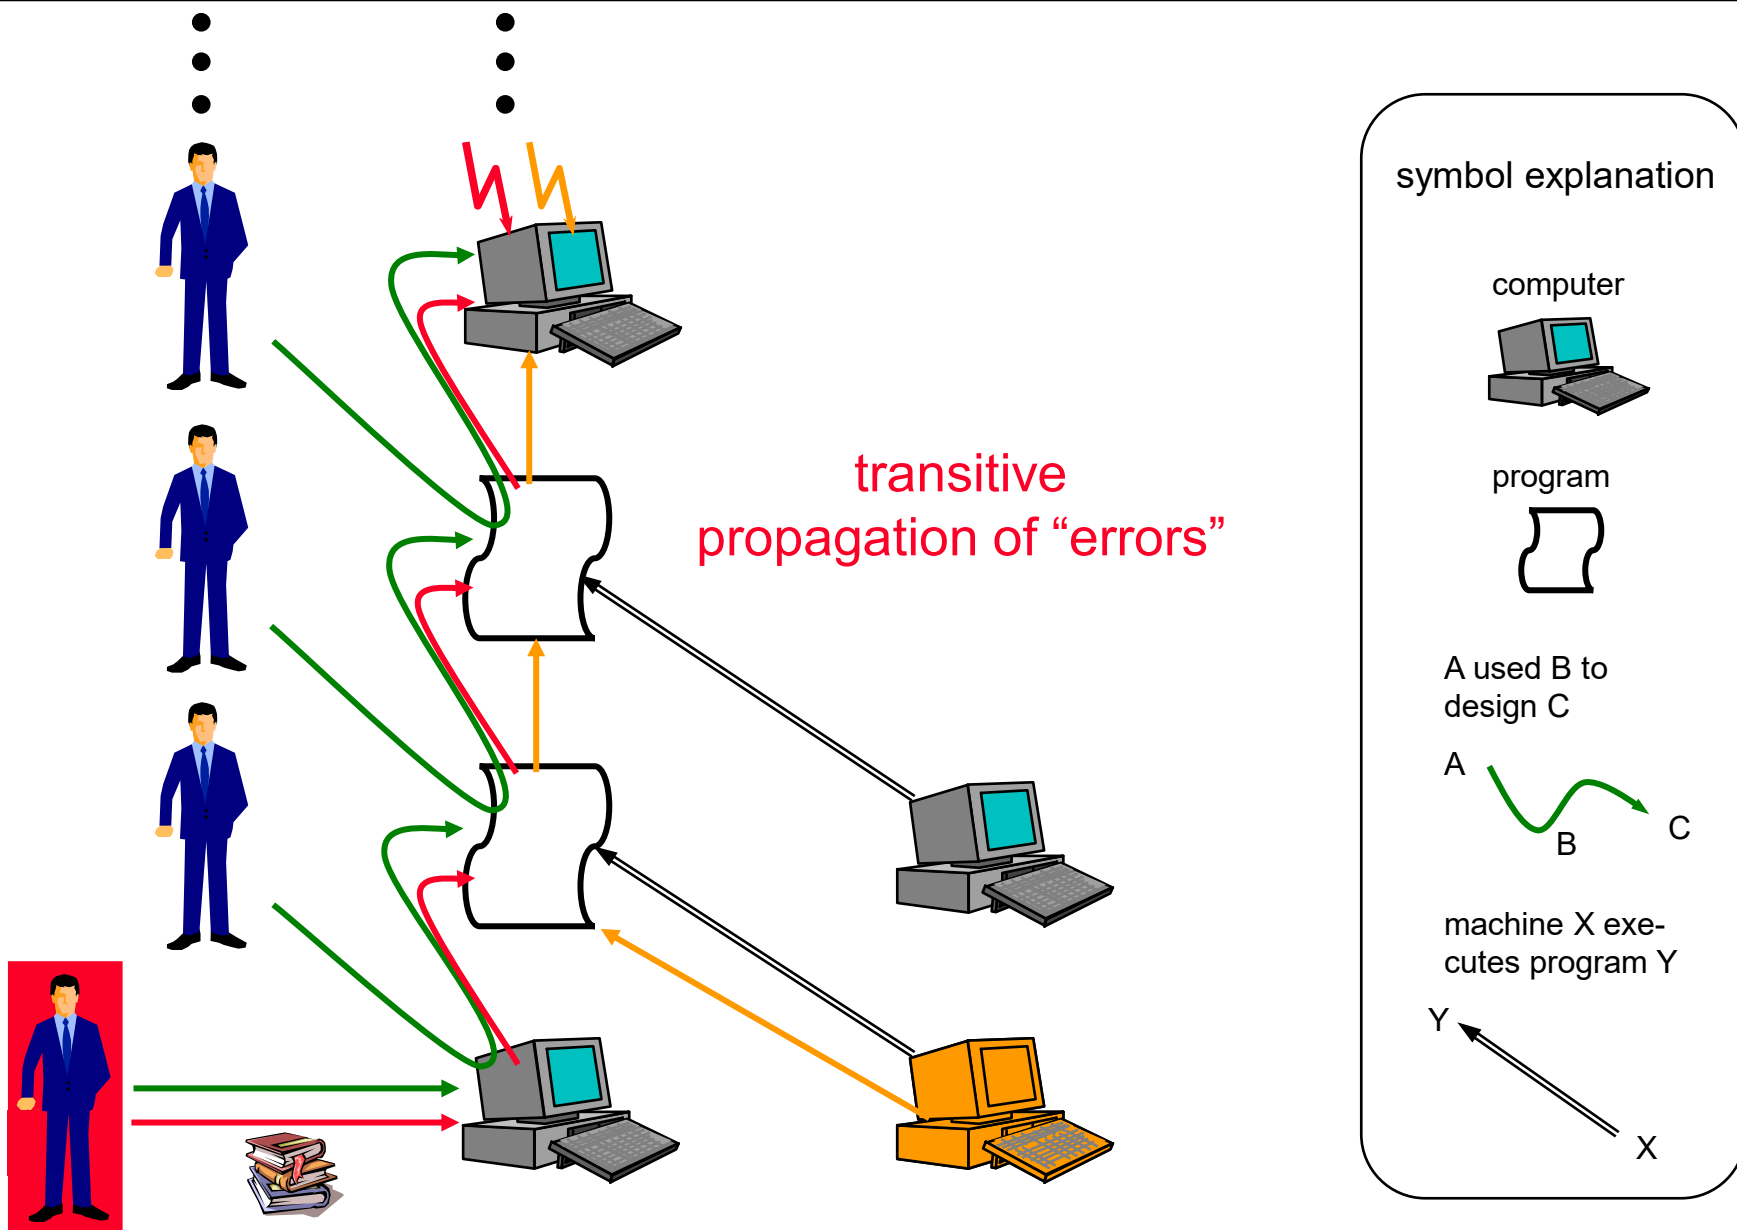 transitive
propagation of “errors”
symbol explanation
computer
program
A used B to
design C
A
B
C
machine X exe-
cutes program Y
Y
X